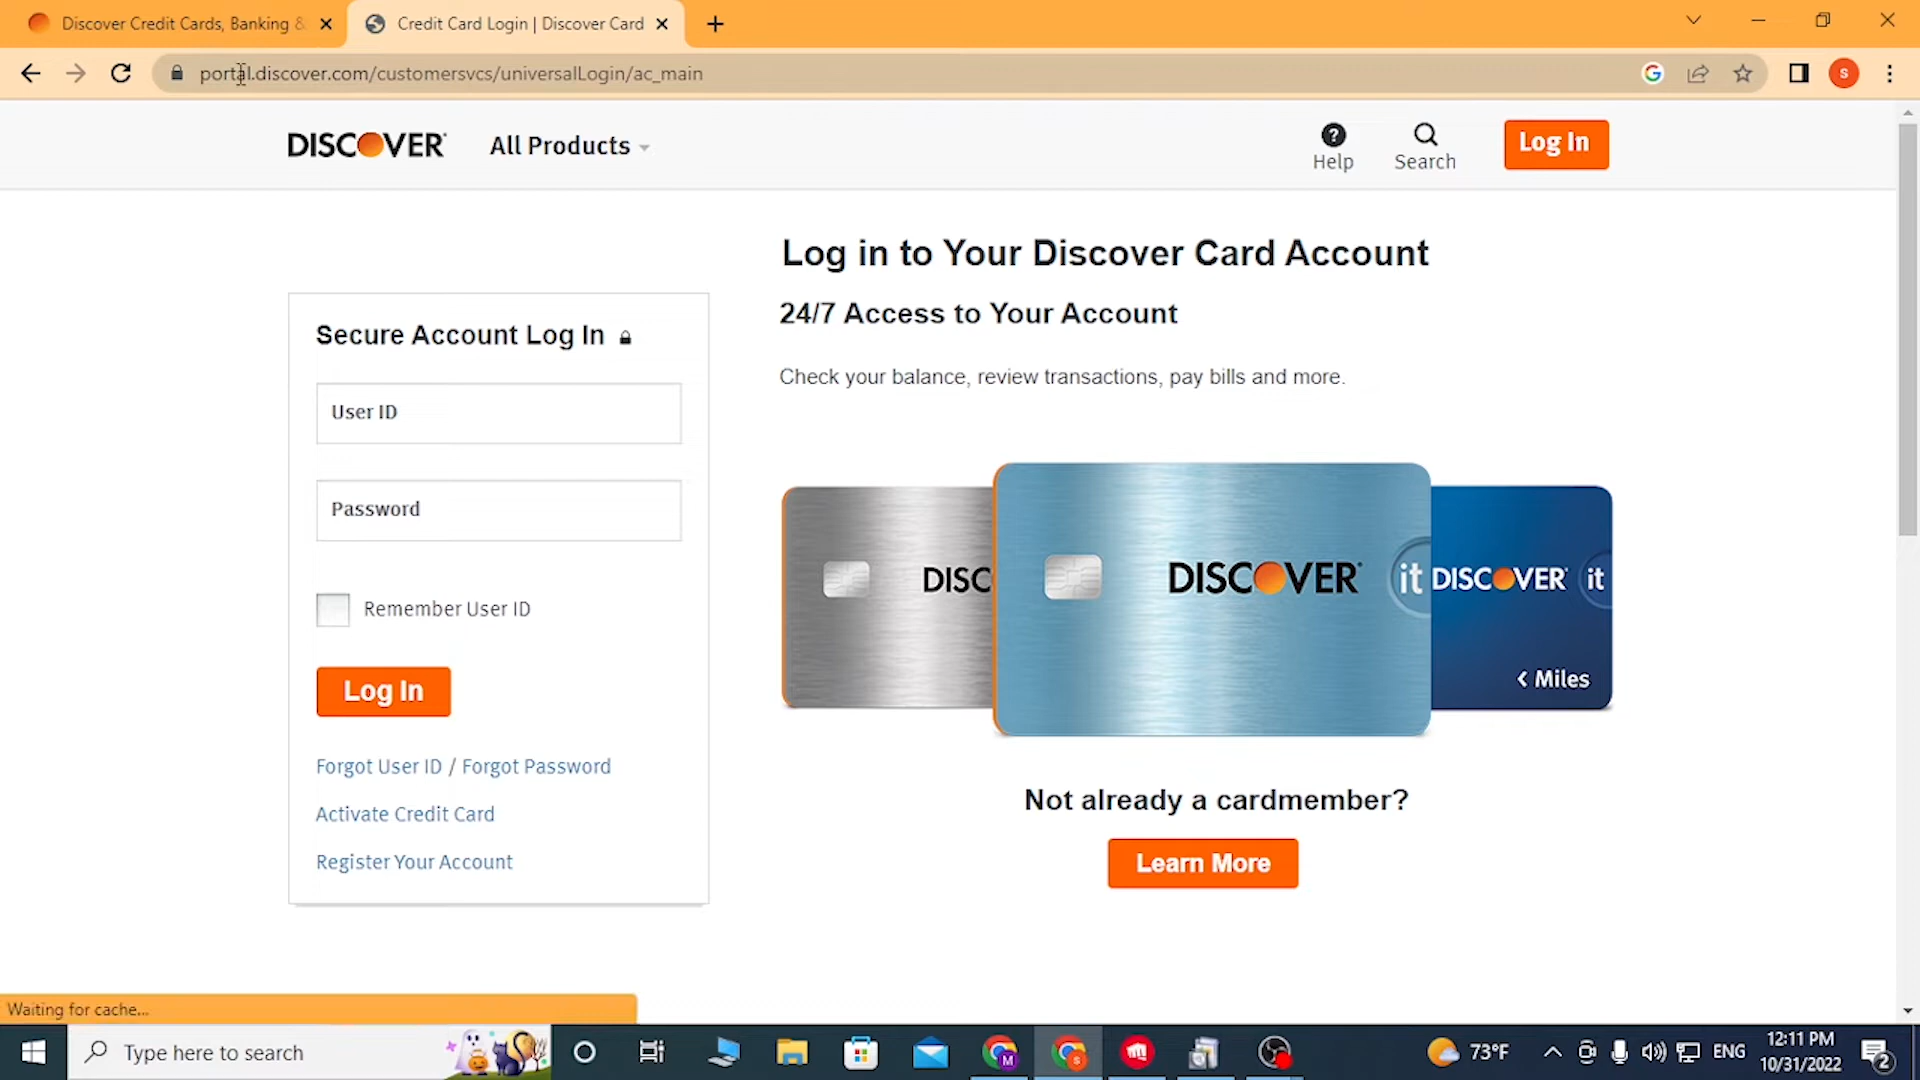 Discover Credit Cards, Banking &
Credit Card Login | Discover Card
portal.discover.com/customersvcs/universalLogin/ac_main
S
DISCOVER
All Products
Help
Search
Log In
Log in to Your Discover Card Account
24/7 Access to Your Account
Check your balance, review transactions, pay bills and more.
Secure Account Log In
User ID
Password
Remember User ID
Log In
Forgot User ID / Forgot Password
Activate Credit Card
Register Your Account
DISC
DISCOVER it
DISCOVER it
Miles
Not already a cardmember?
Learn More
Waiting for cache...
Type here to search
M
S
73°F
ENG
12:11 PM
10/31/2022
2